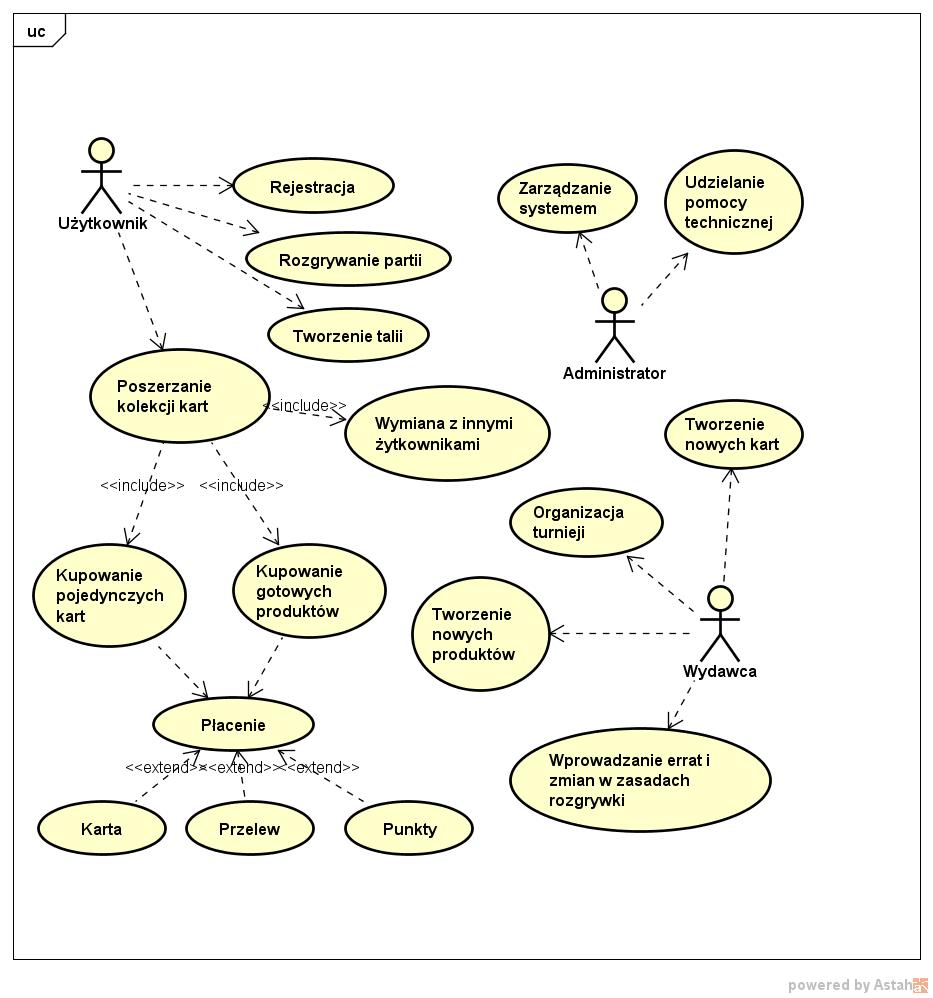 uc
Użytkownik
Rejestracja
Rozgrywanie partii
Tworzenie talii
Poszerzanie
kolekcji kart
<<include>>
Wymiana z innymi
żytkownikami
<<include>>
<<include>>
Kupowanie
pojedynczych
kart
Kupowanie
gotowych
produktów
Płacenie
<<extend>>
<<extend>>
<<extend>>
Karta
Przelew
Punkty
Zarządzanie
systemem
Udzielanie
pomocy
technicznej
Administrator
Tworzenie
nowych kart
Organizacja
turnieji
Tworzenie
nowych
produktów
Wydawca
Wprowadzanie errat i
zmian w zasadach
rozgrywki
powered by Astah